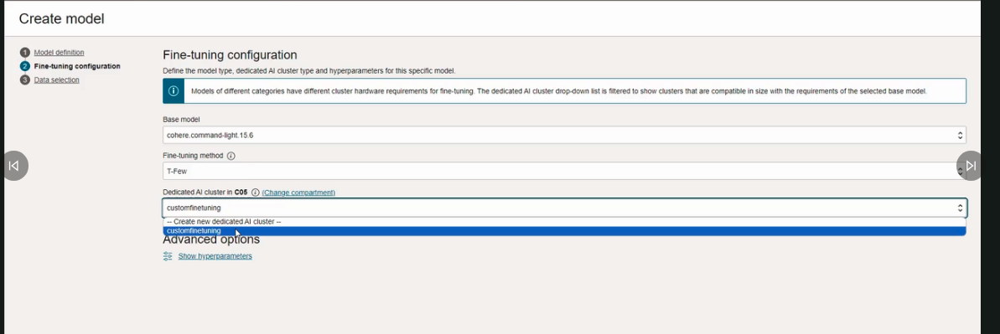 Create model
1 Model definition
2 Fine-tuning configuration
3 Data selection
Fine-tuning configuration
Define the model type, dedicated AI cluster type and hyperparameters for this specific model.
Models of different categories have different cluster hardware requirements for fine-tuning. The dedicated AI cluster drop-down list is filtered to show clusters that are compatible in size with the requirements of the selected base model.
Base model
cohere.command-light.15.6
Fine-tuning method
T-Few
Dedicated AI cluster in C05 (Change compartment)
customfinetuning
-- Create new dedicated AI cluster --
customfinetuning
Advanced options
Show hyperparameters